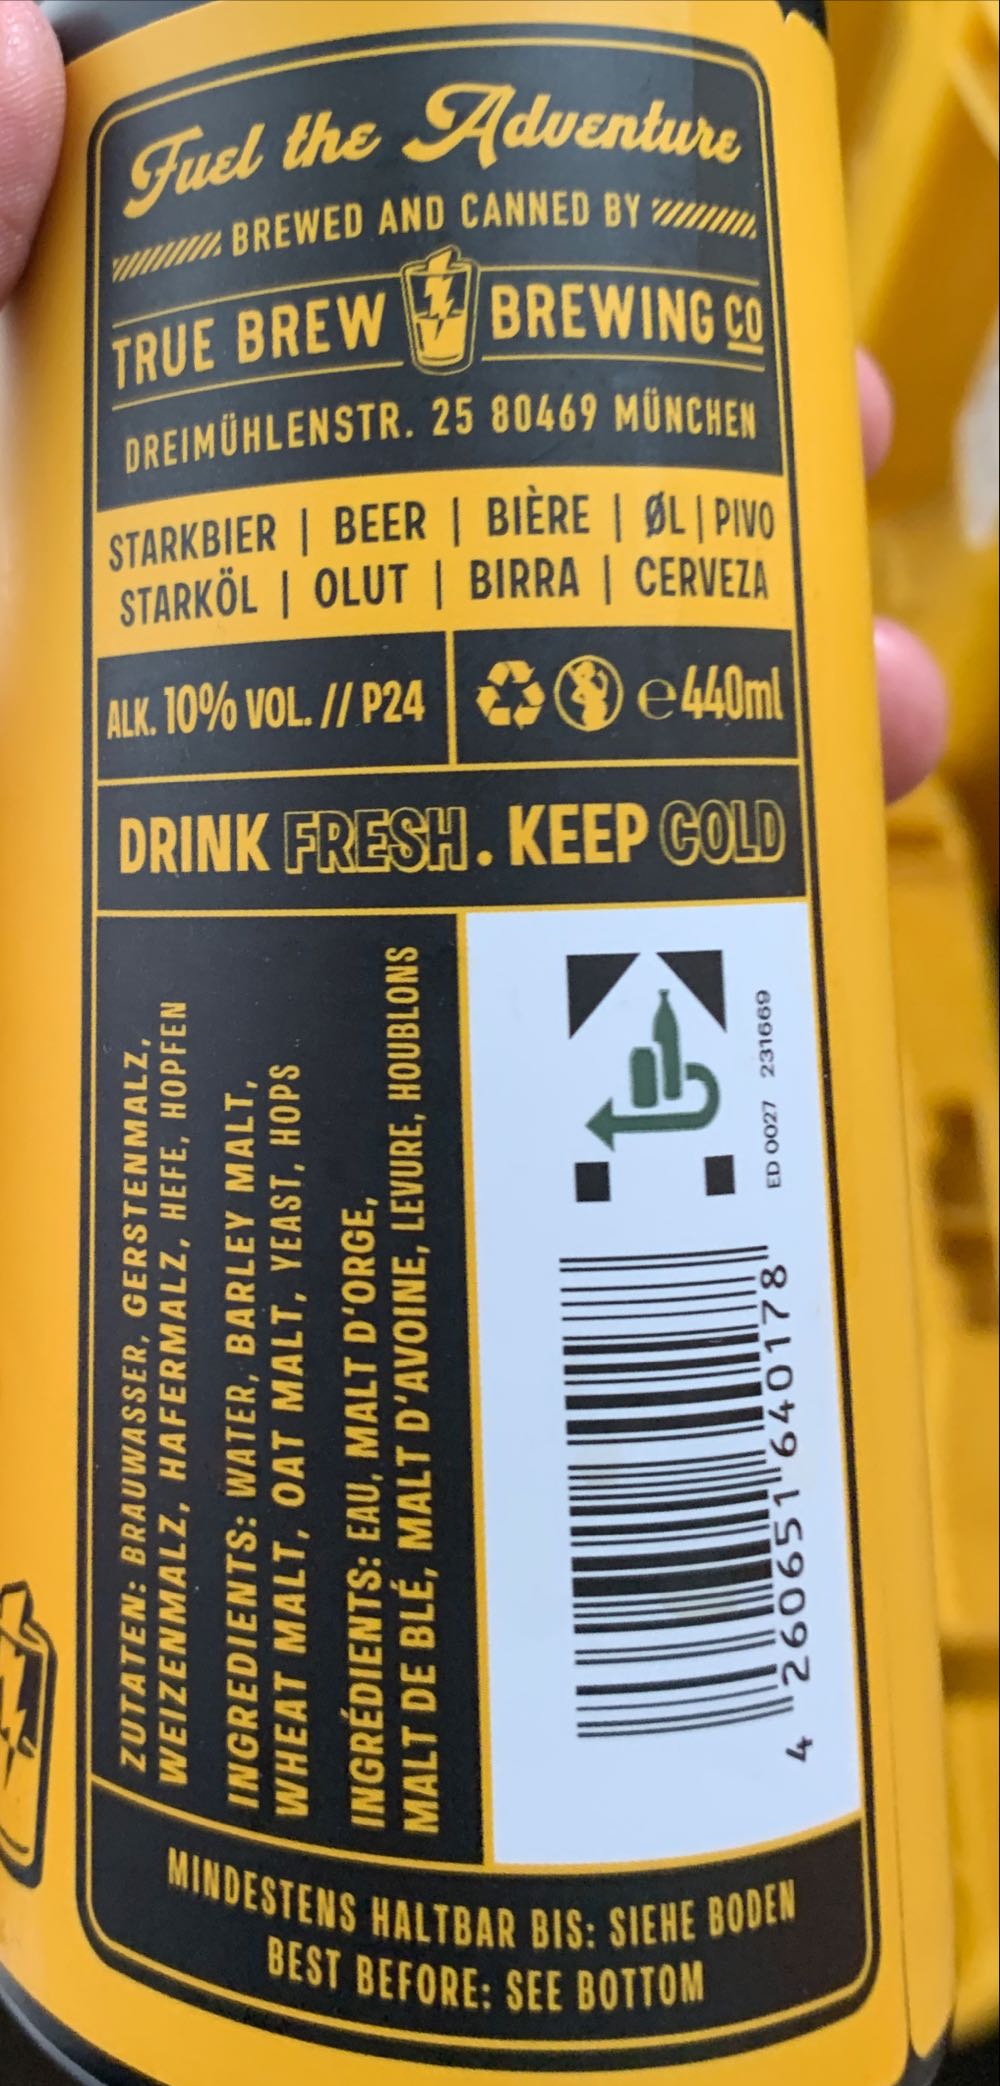 Fuel the Adventure
BREWED AND CANNED BY
TRUE BREW BREWING CO
DREIMÜHLENSTR. 25 80469 MÜNCHEN
STARKBIER | BEER | BIÈRE | ØL | PIVO
STARKÖL | OLUT | BIRRA | CERVEZA
ALK. 10% VOL. // P24
℮440ml
DRINK FRESH. KEEP COLD
ZUTATEN: BRAUWASSER, GERSTENMALZ,
WEIZENMALZ, HAFERMALZ, HEFE, HOPFEN
INGREDIENTS: WATER, BARLEY MALT,
WHEAT MALT, OAT MALT, YEAST, HOPS
INGRÉDIENTS: EAU, MALT D'ORGE,
MALT DE BLÉ, MALT D'AVOINE, LEVURE, HOUBLONS
ED 0027 231669
4 260651 640178
MINDESTENS HALTBAR BIS: SIEHE BODEN
BEST BEFORE: SEE BOTTOM